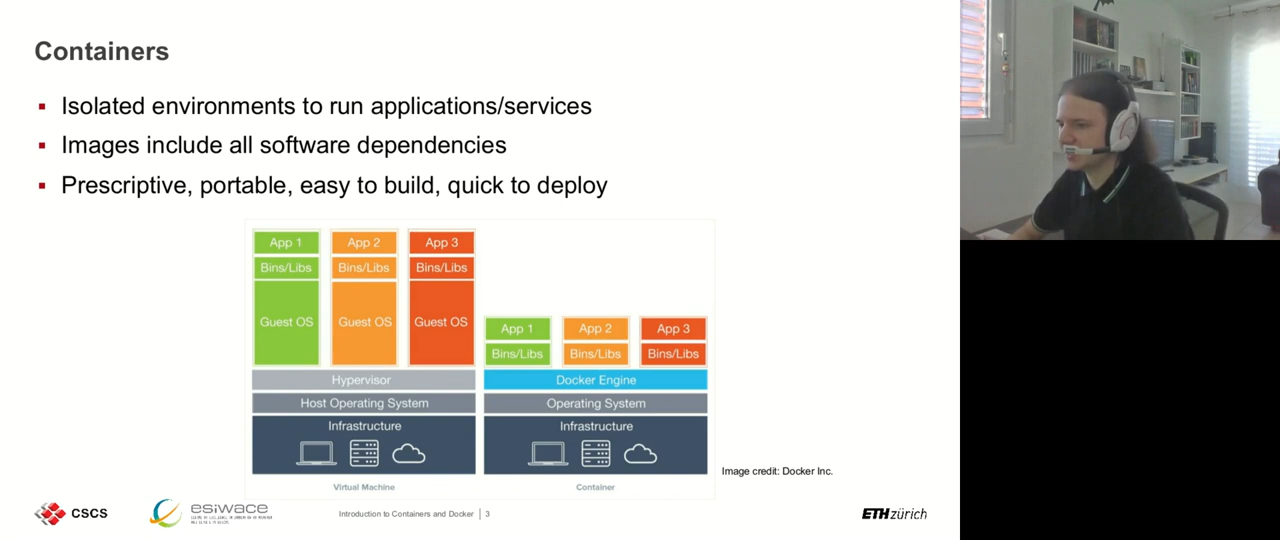 Containers
Isolated environments to run applications/services
Images include all software dependencies
Prescriptive, portable, easy to build, quick to deploy
App 1 App 2 App 3
Bins/Libs Bins/Libs Bins/Libs
Guest OS Guest OS Guest OS
Hypervisor
Host Operating System
Infrastructure
Virtual Machine
App 1 App 2 App 3
Bins/Libs Bins/Libs Bins/Libs
Docker Engine
Operating System
Infrastructure
Container
Image credit: Docker Inc.
CSCS
esiwace
Introduction to Containers and Docker | 3
ETH zürich